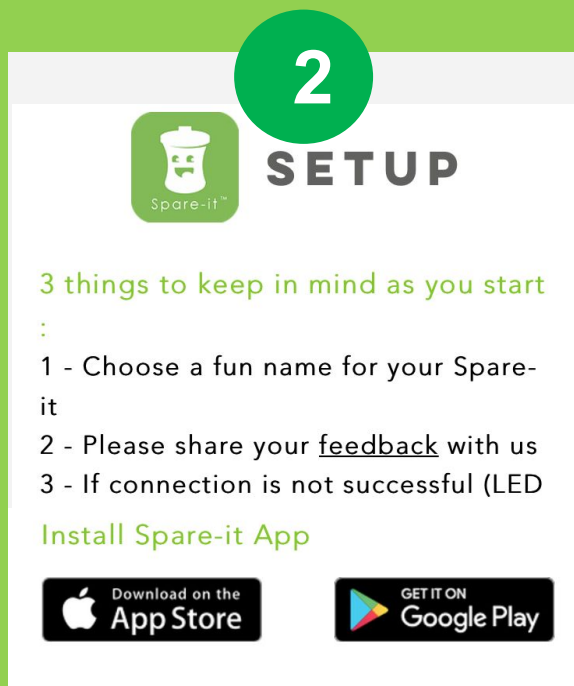 2
Spare-it™
SETUP
3 things to keep in mind as you start
:
1 - Choose a fun name for your Spare-
it
2 - Please share your feedback with us
3 - If connection is not successful (LED
Install Spare-it App
Download on the
App Store
GET IT ON
Google Play